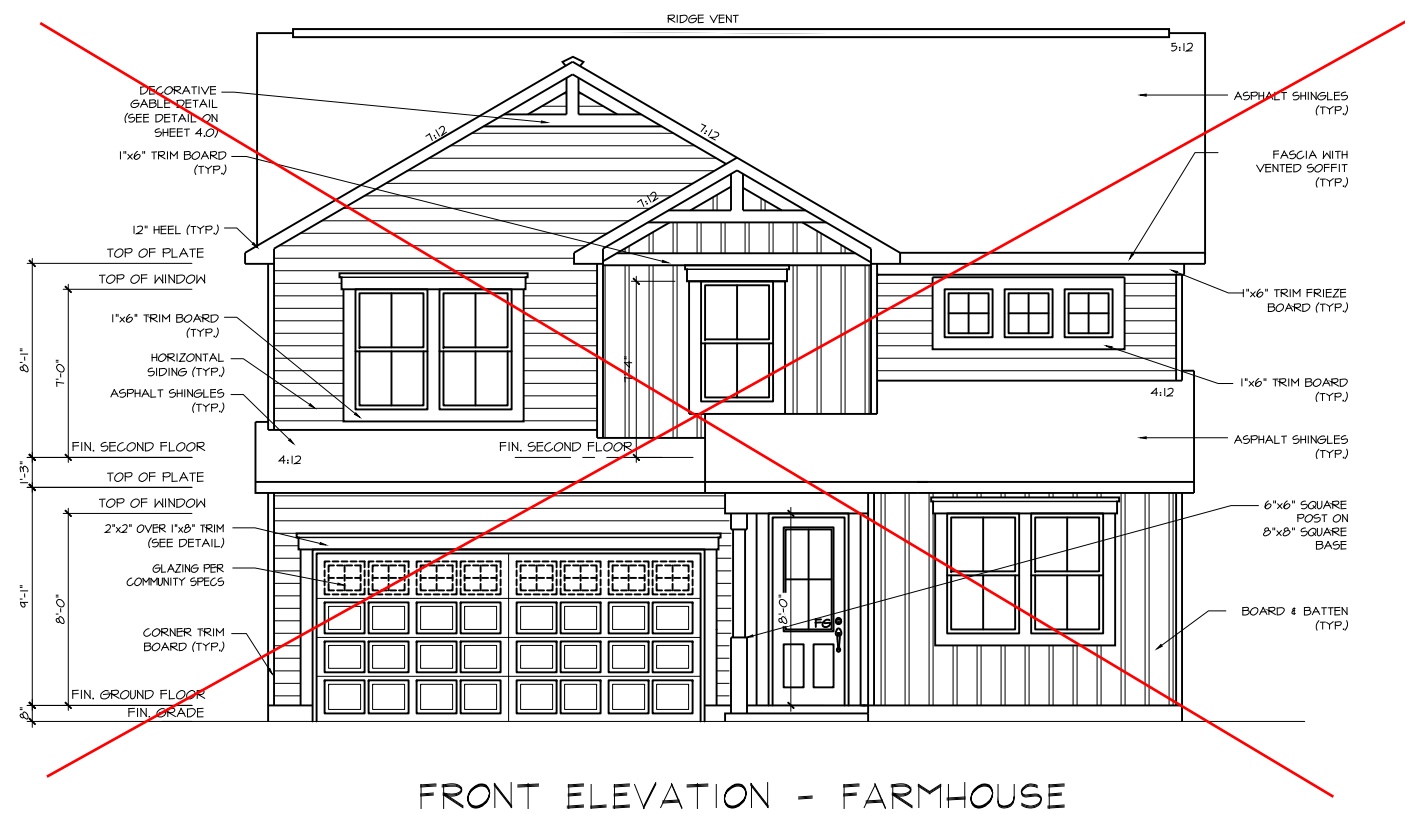 RIDGE VENT
5:12
DECORATIVE
GABLE DETAIL
(SEE DETAIL ON
SHEET 4.0)
7:12
7:12
1"x6" TRIM BOARD
(TYP.)
7:12
12" HEEL (TYP.)
TOP OF PLATE
TOP OF WINDOW
1"x6" TRIM BOARD
(TYP.)
HORIZONTAL
SIDING (TYP.)
ASPHALT SHINGLES
(TYP.)
8'-1"
7'-0"
FIN. SECOND FLOOR
4:12
FIN. SECOND FLOOR
1'-3"
TOP OF PLATE
TOP OF WINDOW
2"x2" OVER 1"x8" TRIM
(SEE DETAIL)
GLAZING PER
COMMUNITY SPECS
9'-1"
8'-0"
CORNER TRIM
BOARD (TYP.)
FIN. GROUND FLOOR
8"
FIN. GRADE
8'-0"
FG
ASPHALT SHINGLES
(TYP.)
FASCIA WITH
VENTED SOFFIT
(TYP.)
1"x6" TRIM FRIEZE
BOARD (TYP.)
1"x6" TRIM BOARD
(TYP.)
4:12
ASPHALT SHINGLES
(TYP.)
6"x6" SQUARE
POST ON
8"x8" SQUARE
BASE
BOARD & BATTEN
(TYP.)
FRONT ELEVATION - FARMHOUSE